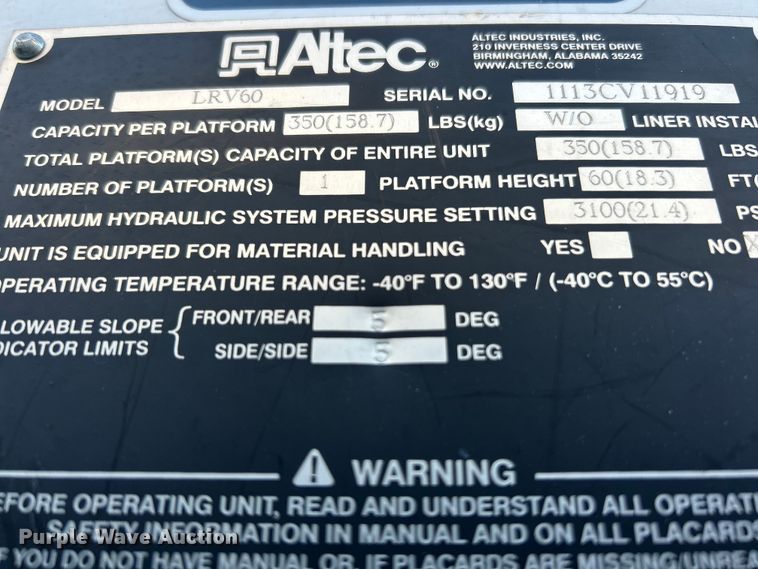 Altec®
ALTEC INDUSTRIES, INC.
210 INVERNESS CENTER DRIVE
BIRMINGHAM, ALABAMA 35242
WWW.ALTEC.COM
MODEL LRV60 SERIAL NO. 1113CV11919
CAPACITY PER PLATFORM 350(158.7) LBS(kg) W/O LINER INSTAL
TOTAL PLATFORM(S) CAPACITY OF ENTIRE UNIT 350(158.7) LBS
NUMBER OF PLATFORM(S) 1 PLATFORM HEIGHT 60(18.3) FT(
MAXIMUM HYDRAULIC SYSTEM PRESSURE SETTING 3100(21.4) PS
UNIT IS EQUIPPED FOR MATERIAL HANDLING YES NO X
OPERATING TEMPERATURE RANGE: -40°F TO 130°F / (-40°C TO 55°C)
LOWABLE SLOPE FRONT/REAR 5 DEG
DICATOR LIMITS SIDE/SIDE 5 DEG
WARNING
EFORE OPERATING UNIT, READ AND UNDERSTAND ALL OPERATI
SAFETY INFORMATION IN MANUAL AND ON ALL PLACARDS
IF YOU DO NOT HAVE MANUAL OR, IF PLACARDS ARE MISSING/UNREA
Purple Wave Auction